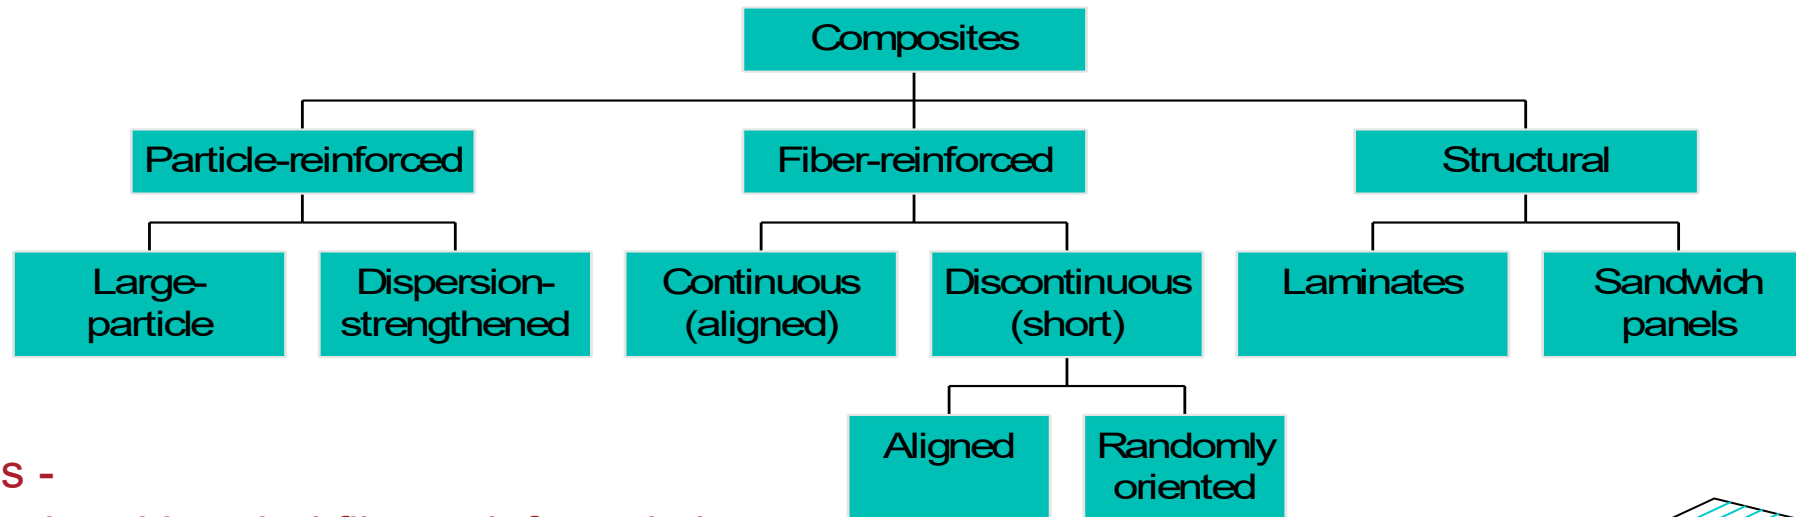 Composites
Particle-reinforced
Fiber-reinforced
Structural
Large-
particle
Dispersion-
strengthened
Continuous
(aligned)
Discontinuous
(short)
Laminates
Sandwich
panels
Aligned
Randomly
oriented
s -